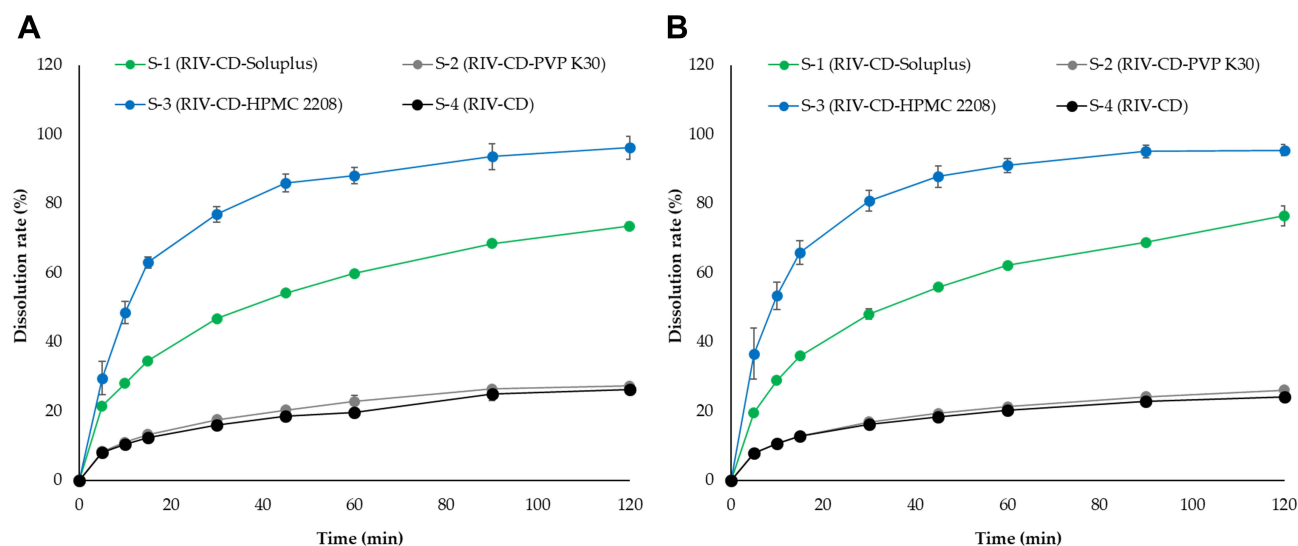 A
S-1 (RIV-CD-Soluplus)
S-2 (RIV-CD-PVP K30)
S-3 (RIV-CD-HPMC 2208)
S-4 (RIV-CD)
120
100
80
60
40
20
0
Dissolution rate (%)
0 20 40 60 80 100 120
Time (min)
B
S-1 (RIV-CD-Soluplus)
S-2 (RIV-CD-PVP K30)
S-3 (RIV-CD-HPMC 2208)
S-4 (RIV-CD)
120
100
80
60
40
20
0
Dissolution rate (%)
0 20 40 60 80 100 120
Time (min)